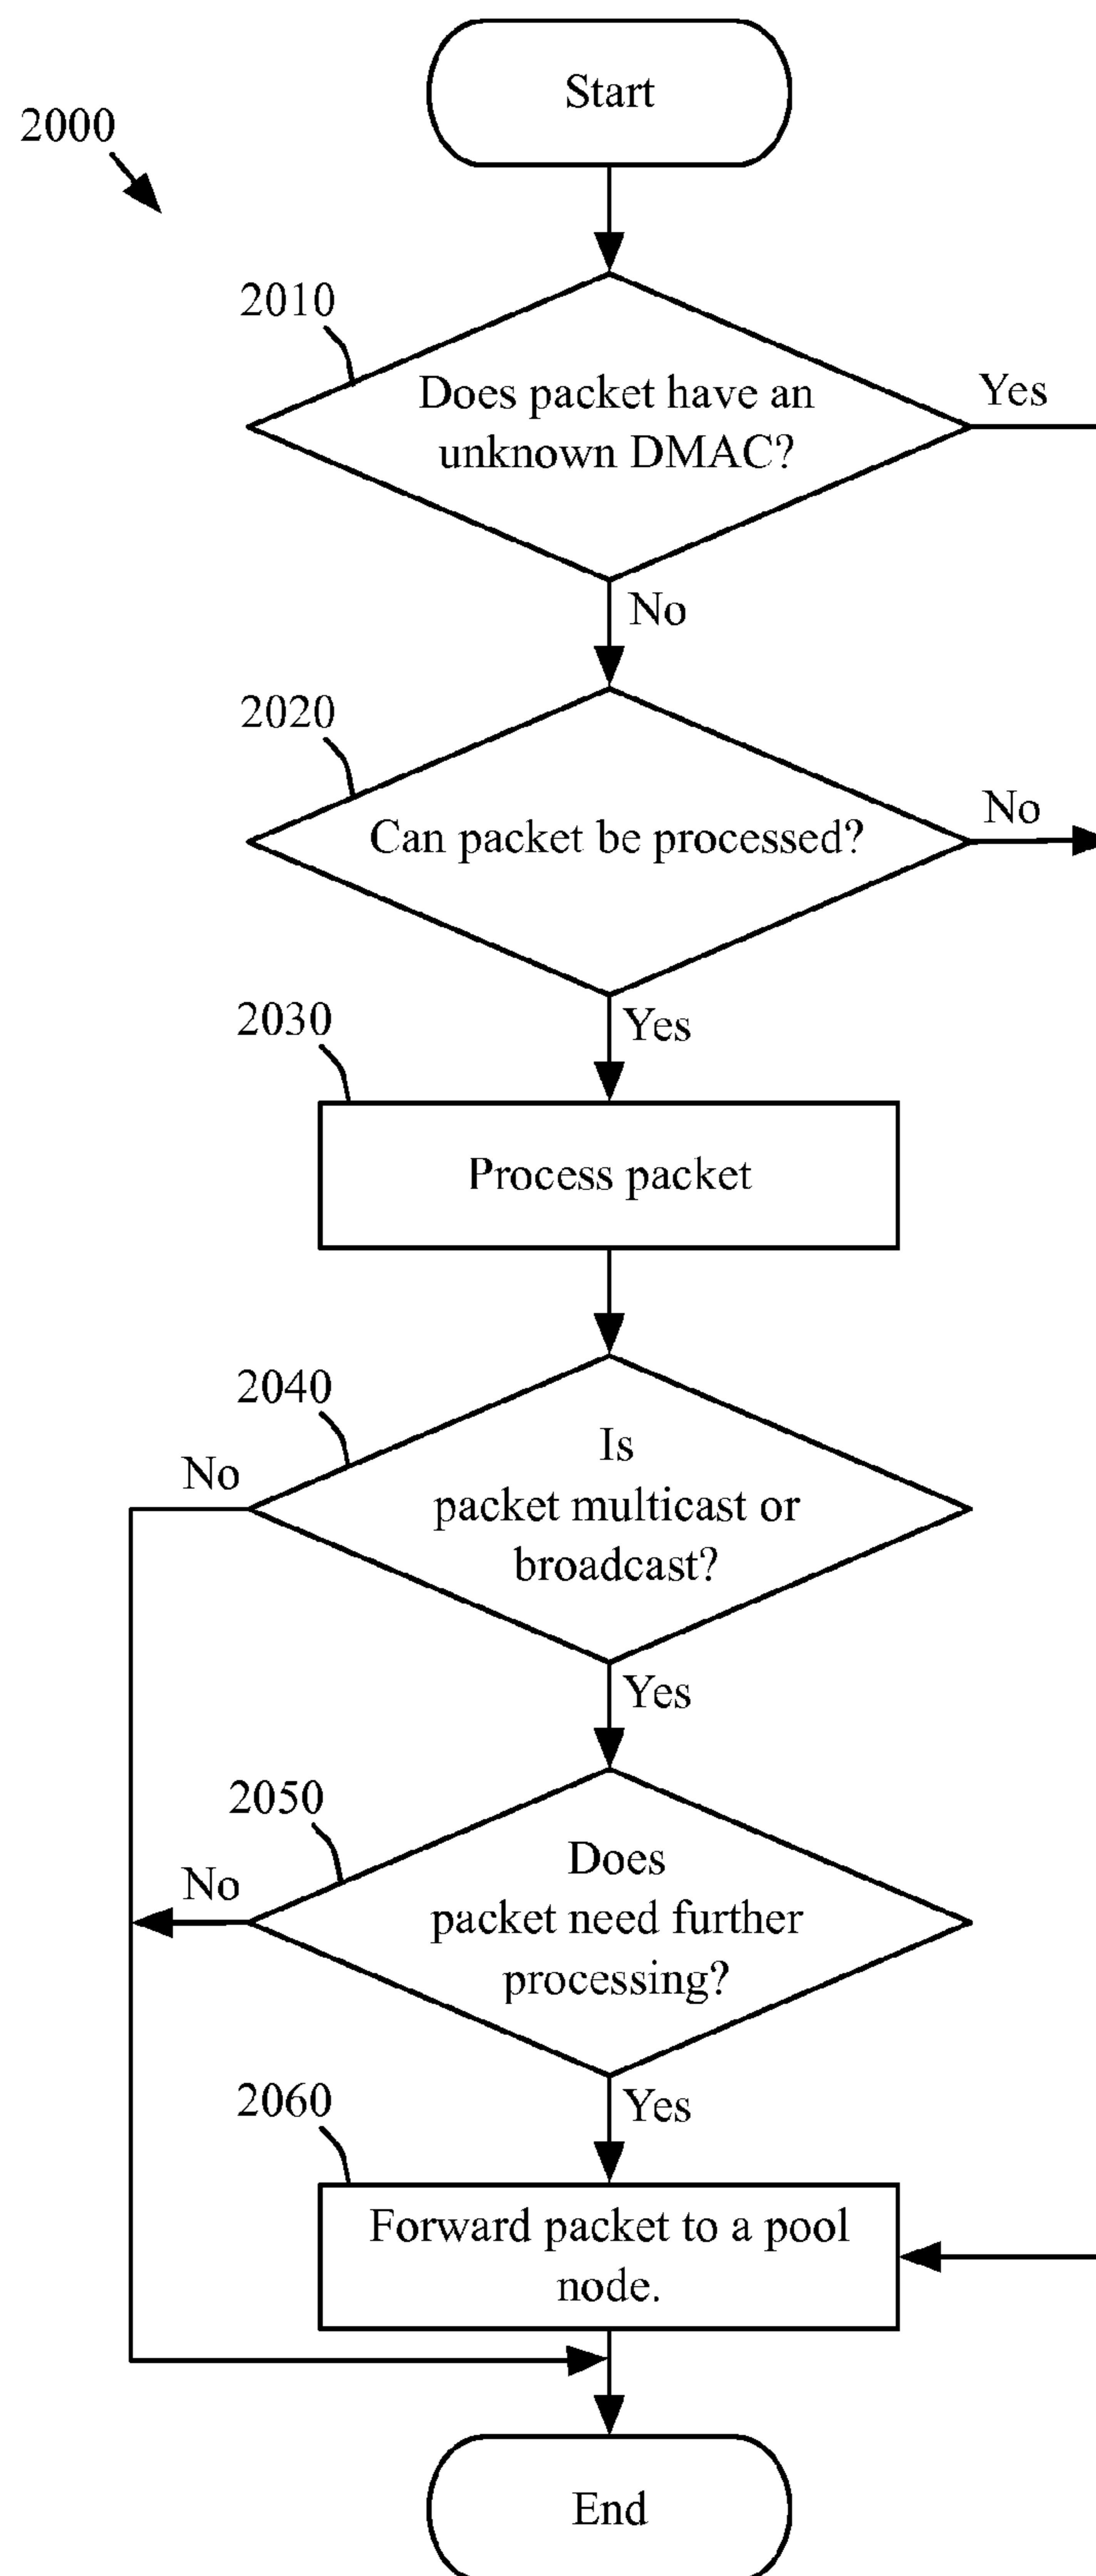 Start
2000
2010
Does packet have an
unknown DMAC?
Yes
No
2020
Can packet be processed?
No
Yes
2030
Process packet
2040
Is
packet multicast or
broadcast?
No
Yes
2050
Does
packet need further
processing?
No
Yes
2060
Forward packet to a pool
node.
End